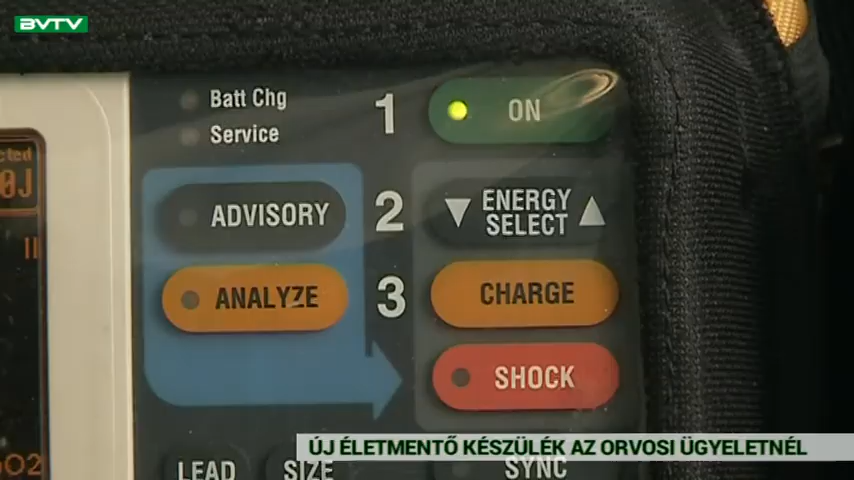 BVTV
Batt Chg
Service
1
ON
ADVISORY
2
ENERGY
SELECT
ANALYZE
3
CHARGE
SHOCK
0J
LEAD
SIZE
SYNC
ÚJ ÉLETMENTŐ KÉSZÜLÉK AZ ORVOSI ÜGYELETNÉL